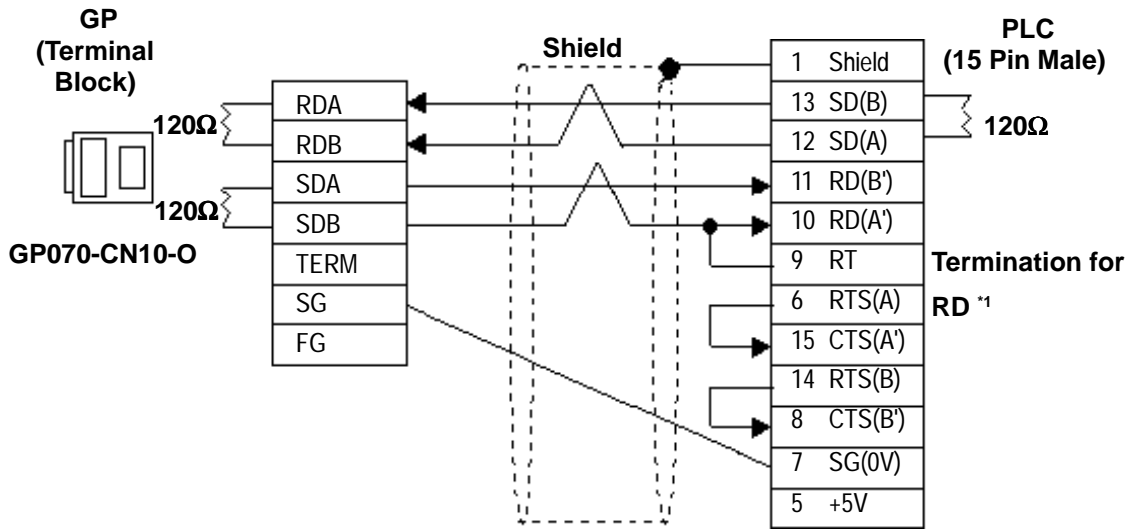 GP
(Terminal
Block)
GP070-CN10-O
120Ω
120Ω
RDA
RDB
SDA
SDB
TERM
SG
FG
Shield
PLC
(15 Pin Male)
1 Shield
13 SD(B)
12 SD(A)
11 RD(B')
10 RD(A')
9 RT
6 RTS(A)
15 CTS(A')
14 RTS(B)
8 CTS(B')
7 SG(0V)
5 +5V
120Ω
Termination for
RD *1